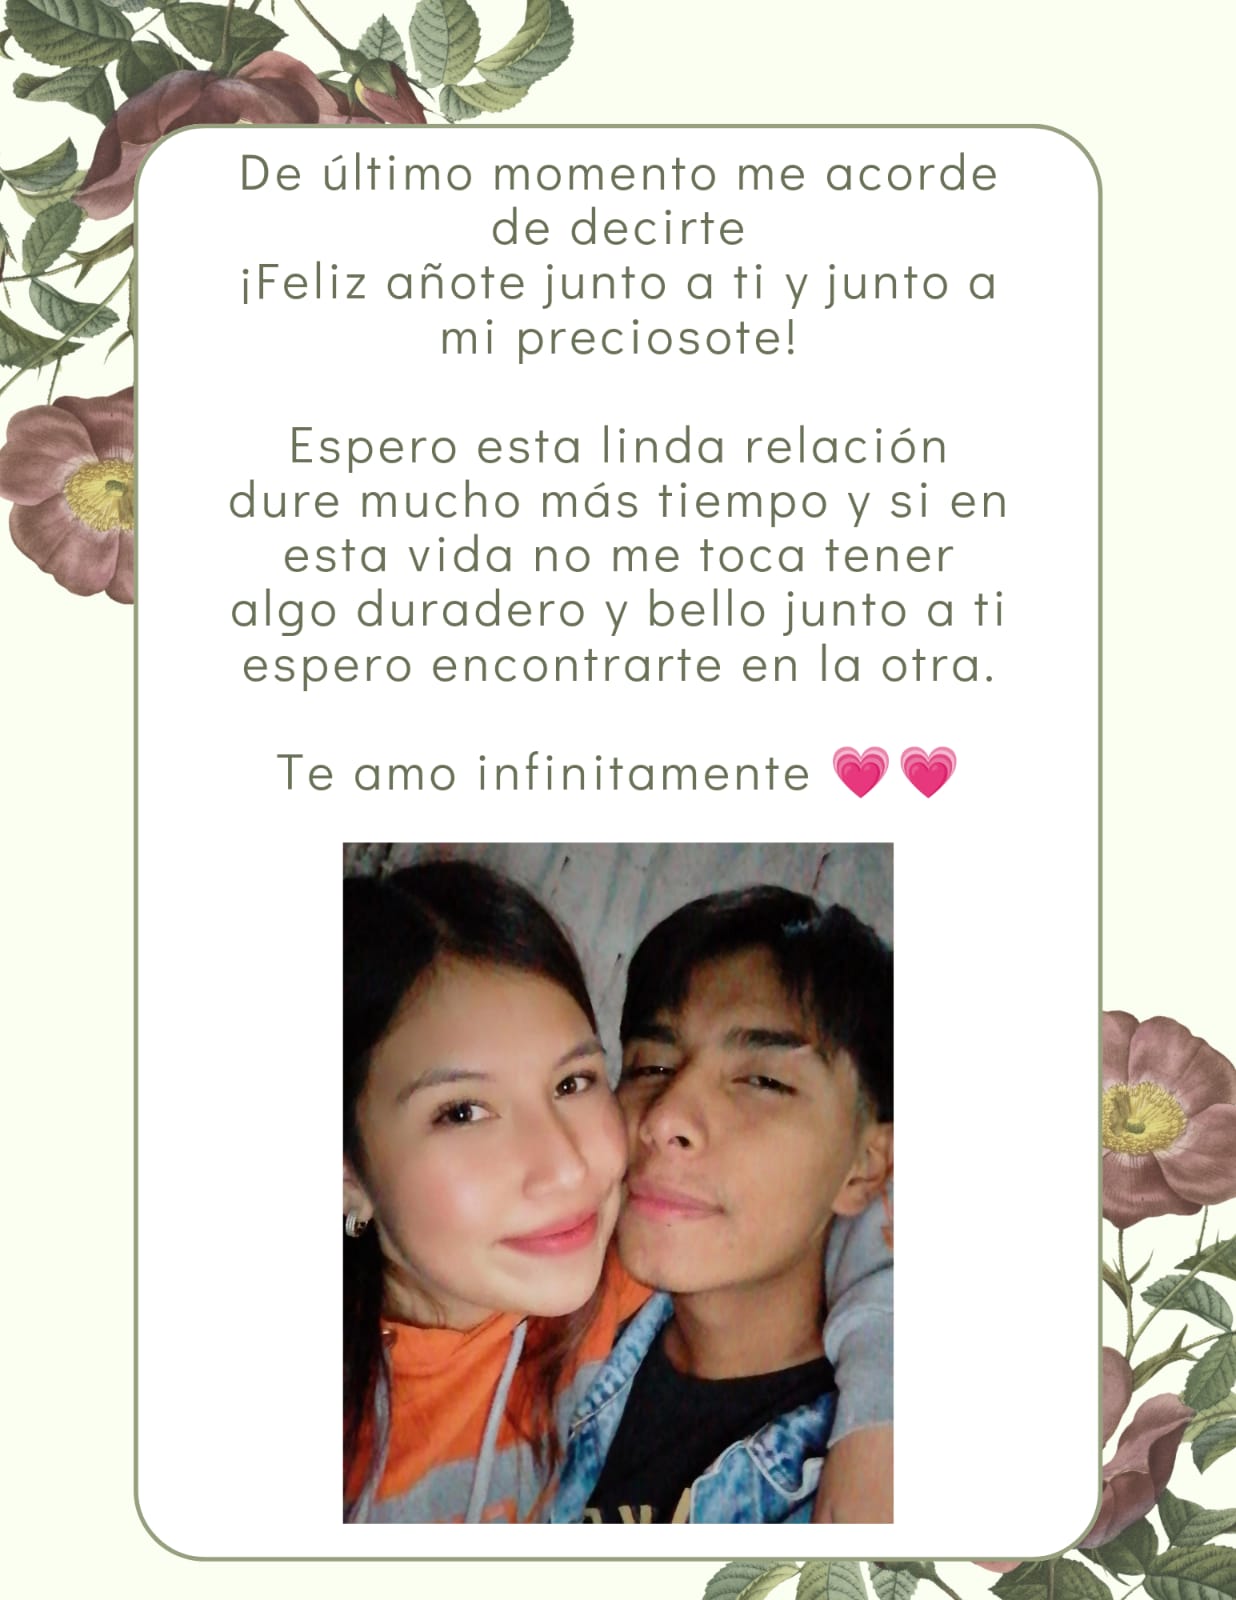 De último momento me acorde
de decirte
¡Feliz añote junto a ti y junto a
mi preciosote!
Espero esta linda relación
dure mucho más tiempo y si en
esta vida no me toca tener
algo duradero y bello junto a ti
espero encontrarte en la otra.
Te amo infinitamente 💗💗